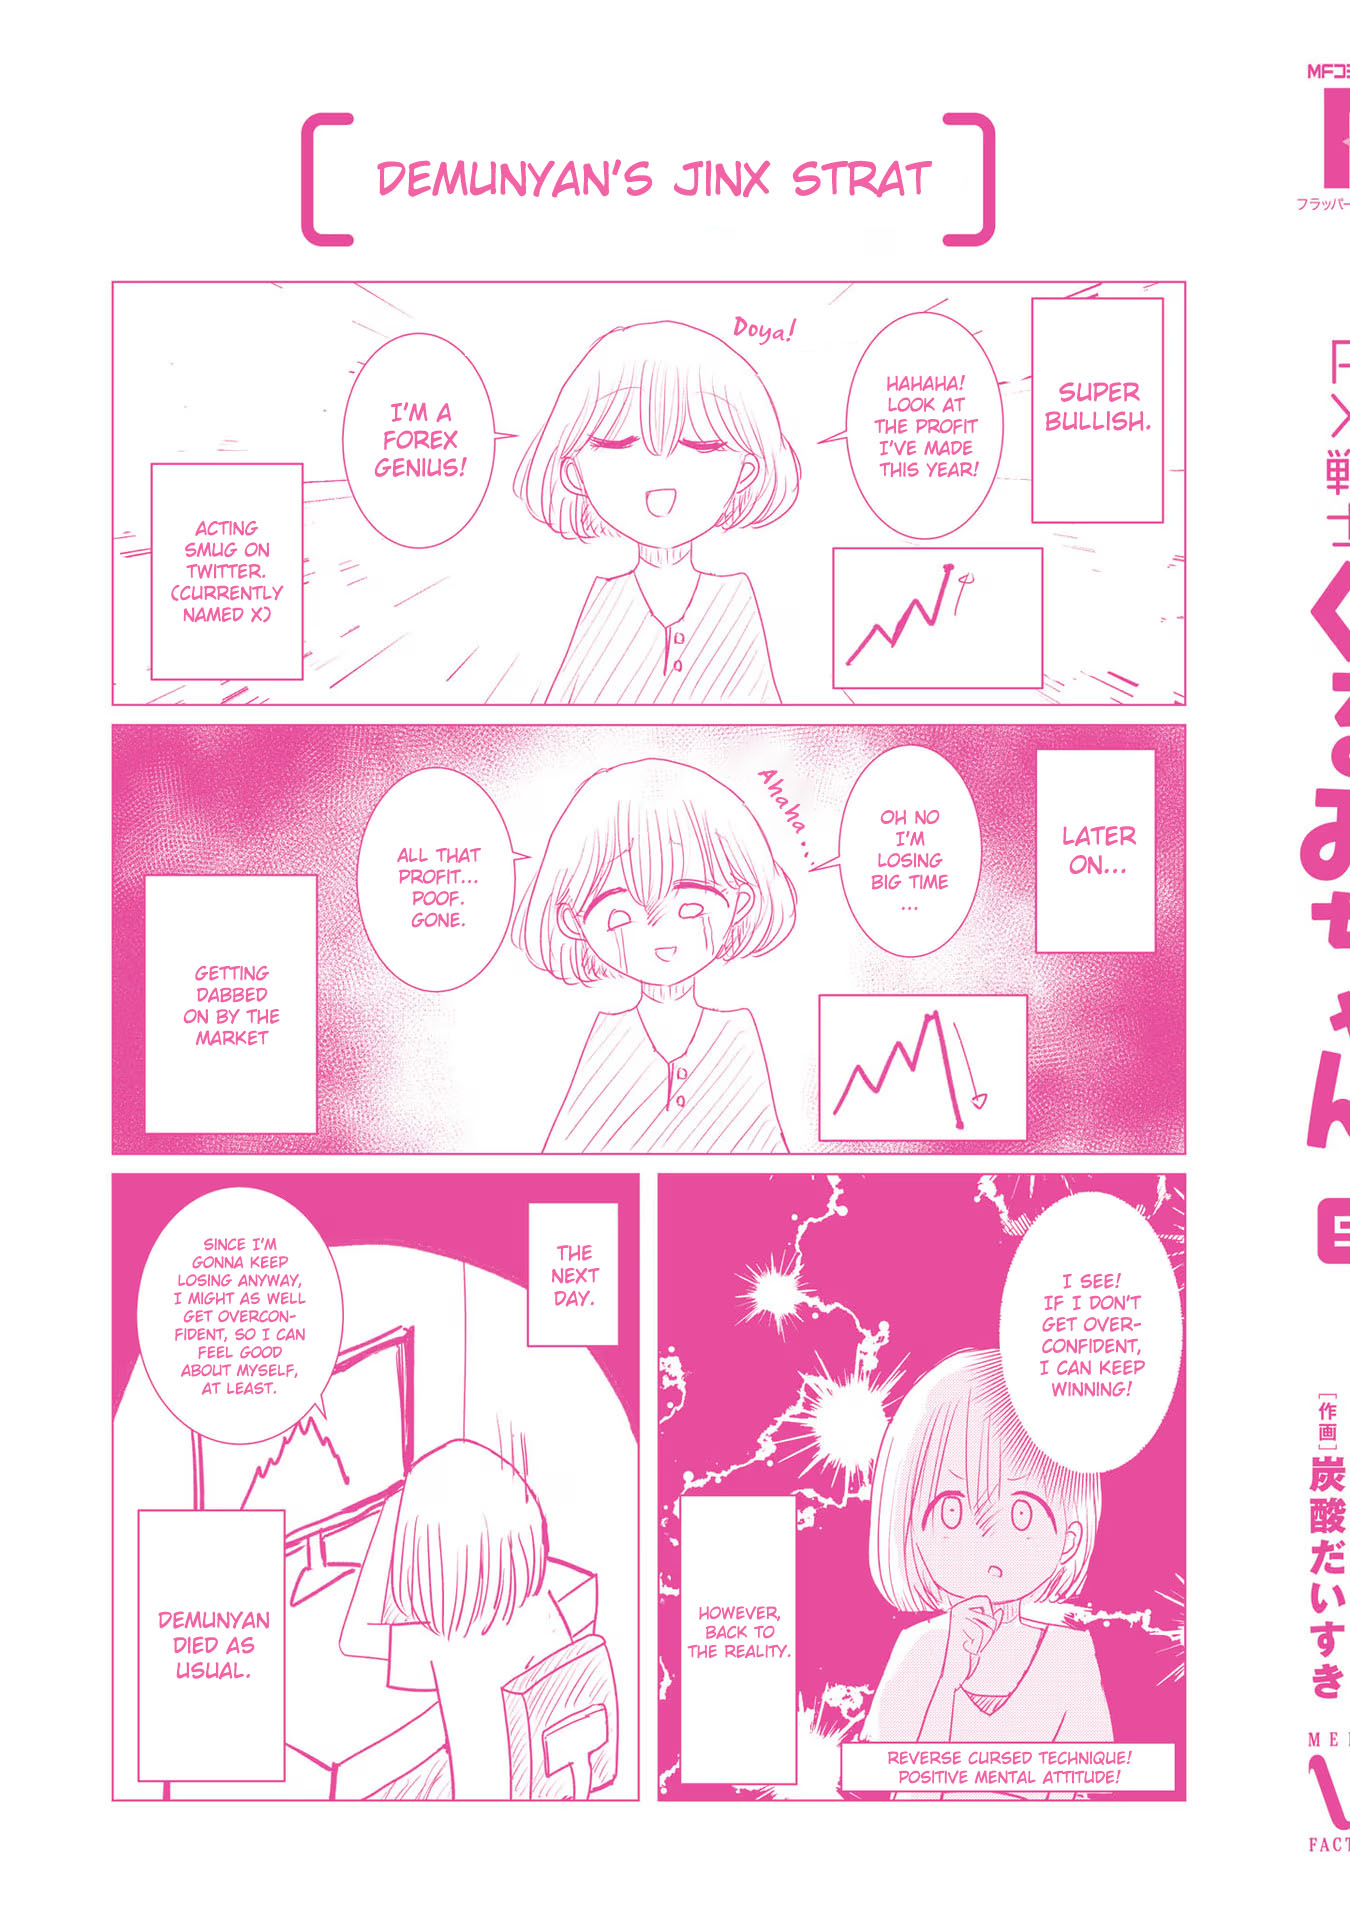 DEMUNYAN'S JINX STRAT
SUPER
BULLISH.
HAHAHA!
LOOK AT
THE PROFIT
I'VE MADE
THIS YEAR!
Doya!
I'M A
FOREX
GENIUS!
ACTING
SMUG ON
TWITTER.
(CURRENTLY
NAMED X)
LATER
ON...
OH NO
I'M
LOSING
BIG TIME
...
Ahaha...
ALL THAT
PROFIT...
POOF.
GONE.
GETTING
DABBED
ON BY THE
MARKET
I SEE!
IF I DON'T
GET OVER-
CONFIDENT,
I CAN KEEP
WINNING!
REVERSE CURSED TECHNIQUE!
POSITIVE MENTAL ATTITUDE!
HOWEVER,
BACK TO
THE REALITY.
THE
NEXT
DAY.
SINCE I'M
GONNA KEEP
LOSING ANYWAY,
I MIGHT AS WELL
GET OVERCON-
FIDENT, SO I CAN
FEEL GOOD
ABOUT MYSELF,
AT LEAST.
DEMUNYAN
DIED AS
USUAL.
MFコミ
フラッパー
FX戦士くるみちゃん
[作画]炭酸だいすき
FACT